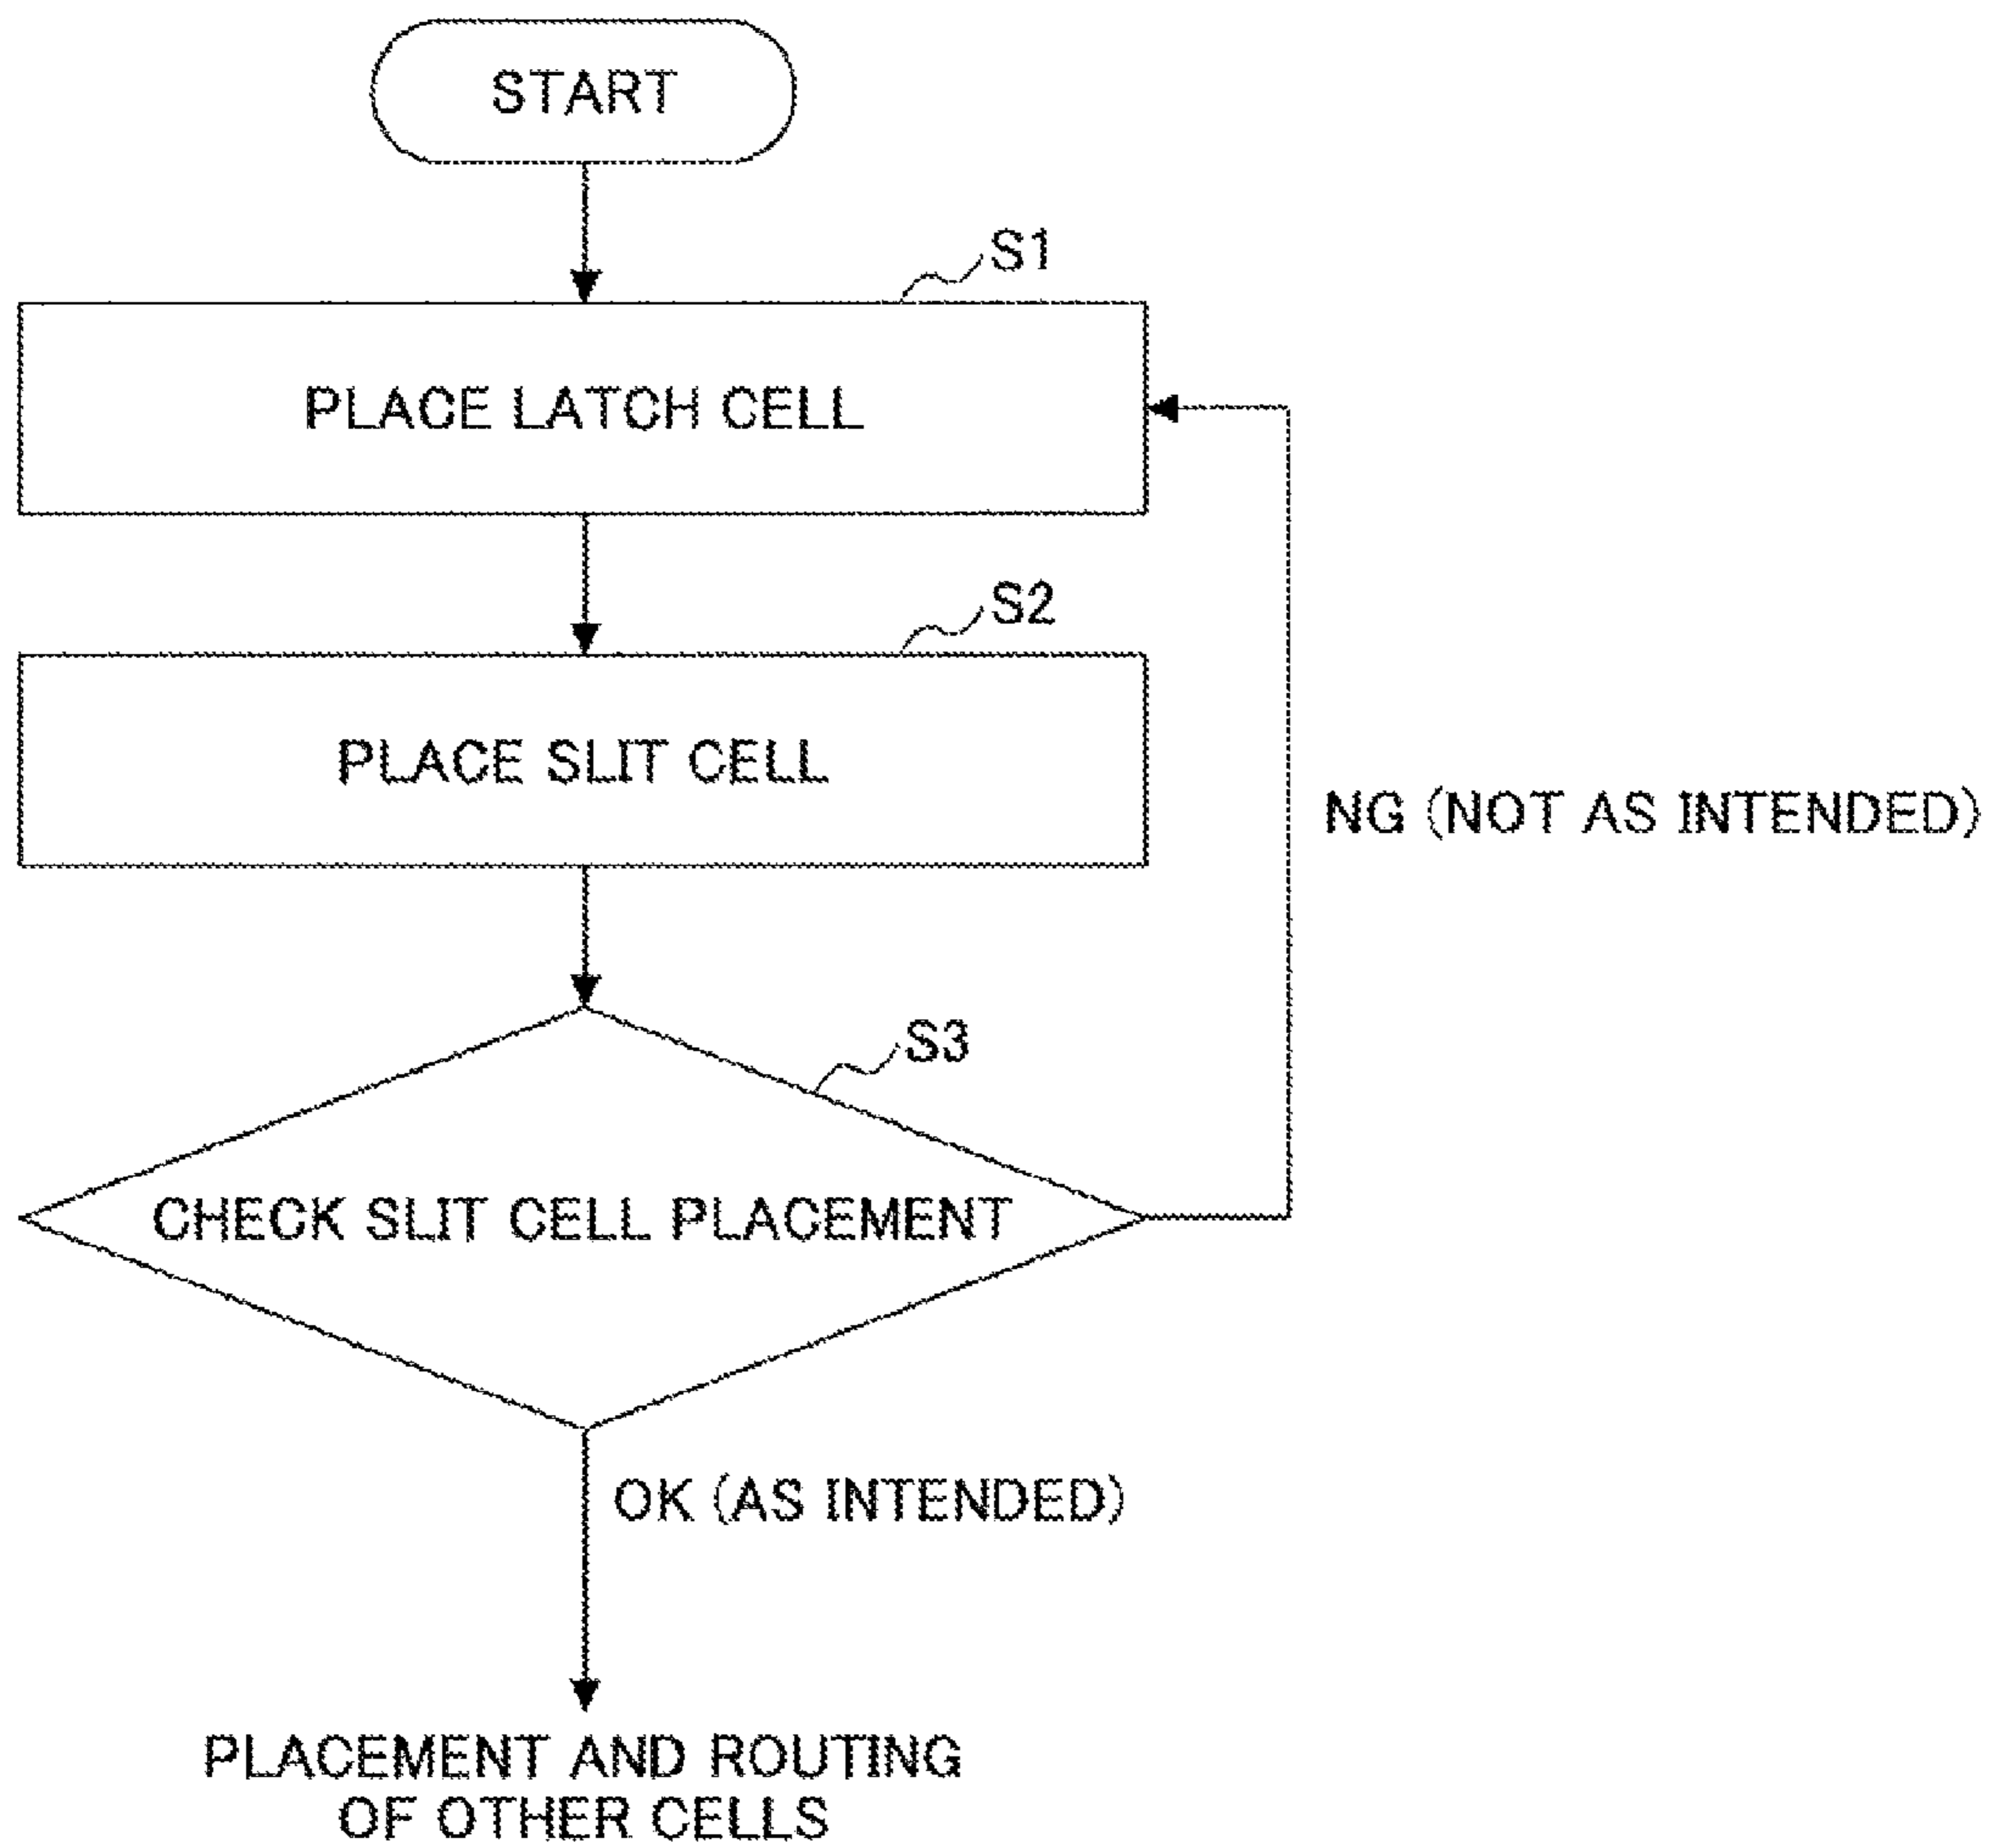 START
S1
PLACE LATCH CELL
S2
PLACE SLIT CELL
NG (NOT AS INTENDED)
S3
CHECK SLIT CELL PLACEMENT
OK (AS INTENDED)
PLACEMENT AND ROUTING
OF OTHER CELLS